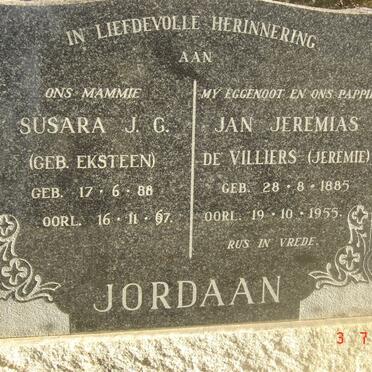 IN LIEFDEVOLLE HERINNERING
AAN
ONS MAMMIE
SUSARA J. G.
(GEB. EKSTEEN)
GEB. 17·6·88
OORL. 16·11·67.
MY EGGENOOT EN ONS PAPPIE
JAN JEREMIAS
DE VILLIERS (JEREMIE)
GEB. 28·8·1885
OORL. 19·10·1955.
RUS IN VREDE.
JORDAAN
3 7